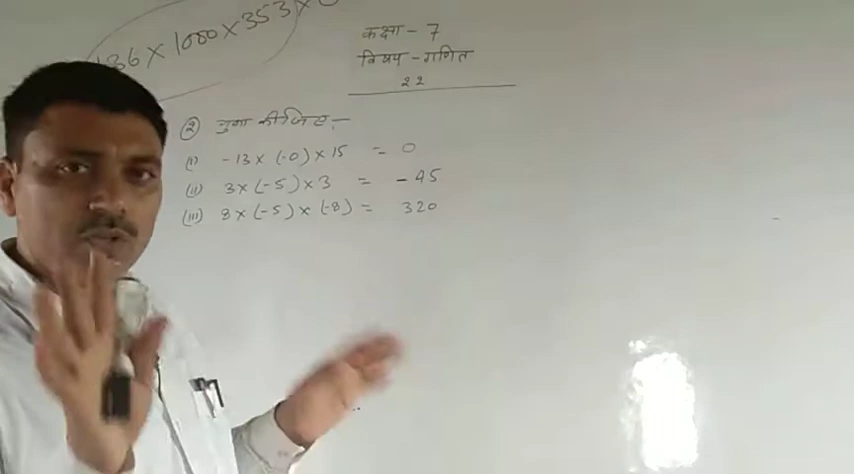 136×1000×353×
कक्षा - 7
विषय - गणित
22
② गुणा कीजिए:-
(i) -13×(-0)×15 = 0
(ii) 3×(-5)×3 = -45
(iii) 8×(-5)×(-8) = 320